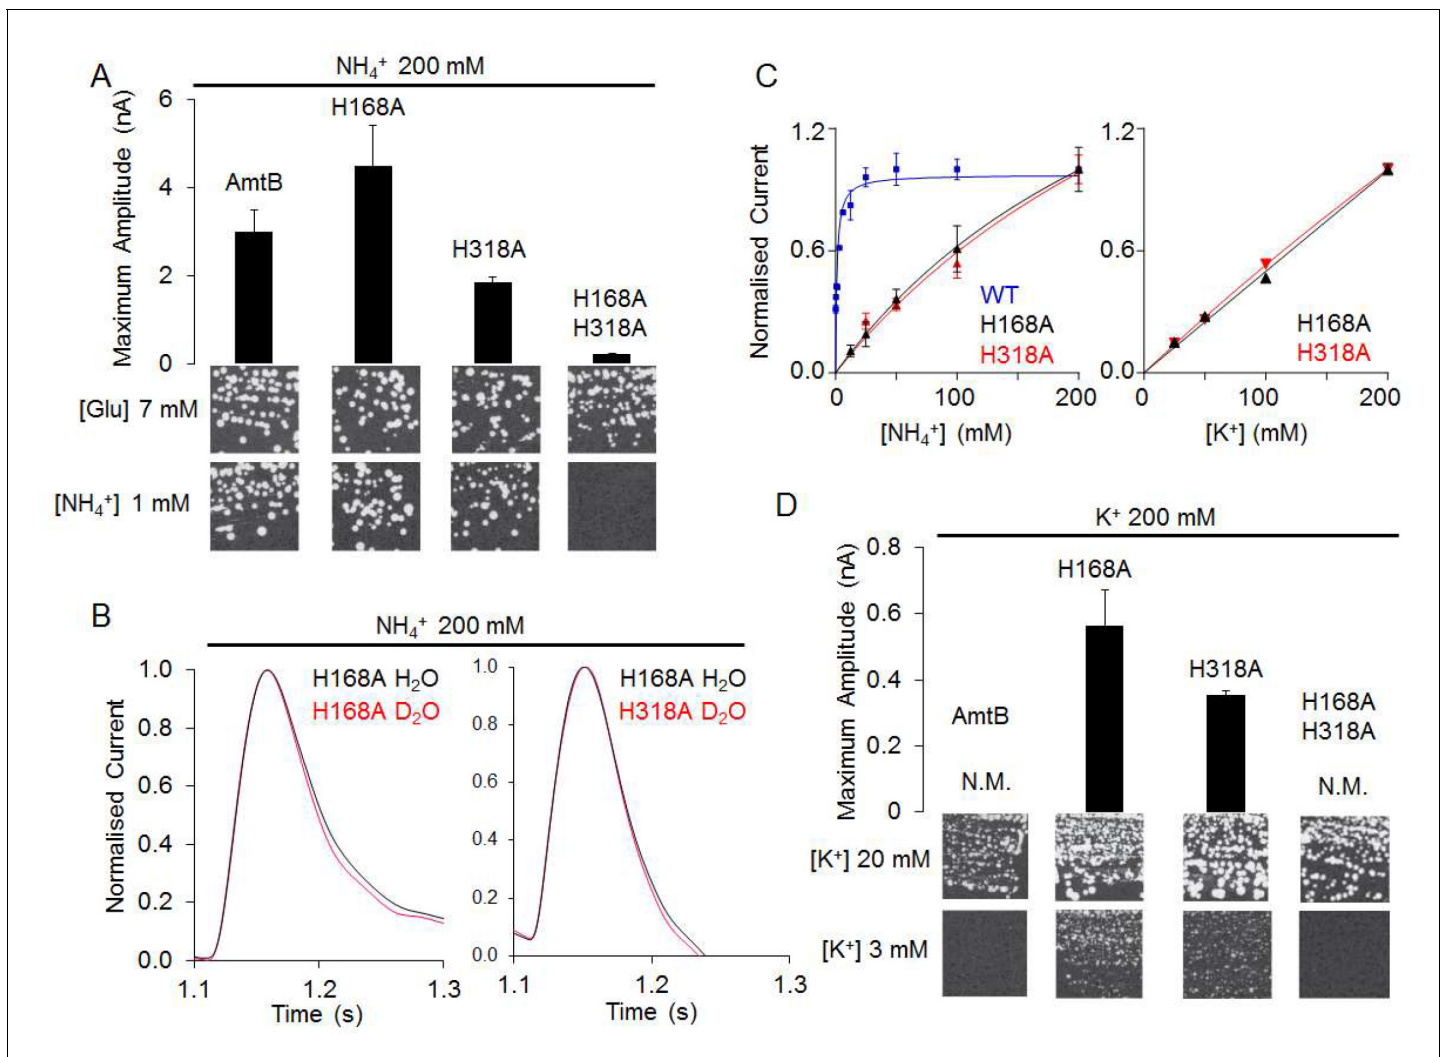 A
NH₄⁺ 200 mM
Maximum Amplitude (nA)
6
4
2
0
AmtB
H168A
H318A
H168A
H318A
[Glu] 7 mM
[NH₄⁺] 1 mM
B
NH₄⁺ 200 mM
Normalised Current
1.0
0.8
0.6
0.4
0.2
0.0
H168A H₂O
H168A D₂O
1.1
1.2
1.3
Time (s)
1.0
0.8
0.6
0.4
0.2
0.0
H168A H₂O
H318A D₂O
1.1
1.2
1.3
Time (s)
C
Normalised Current
1.2
0.6
0.0
WT
H168A
H318A
0
100
200
[NH₄⁺] (mM)
1.2
0.6
0.0
H168A
H318A
0
100
200
[K⁺] (mM)
D
K⁺ 200 mM
Maximum Amplitude (nA)
0.8
0.6
0.4
0.2
0
AmtB
N.M.
H168A
H318A
H168A
H318A
N.M.
[K⁺] 20 mM
[K⁺] 3 mM